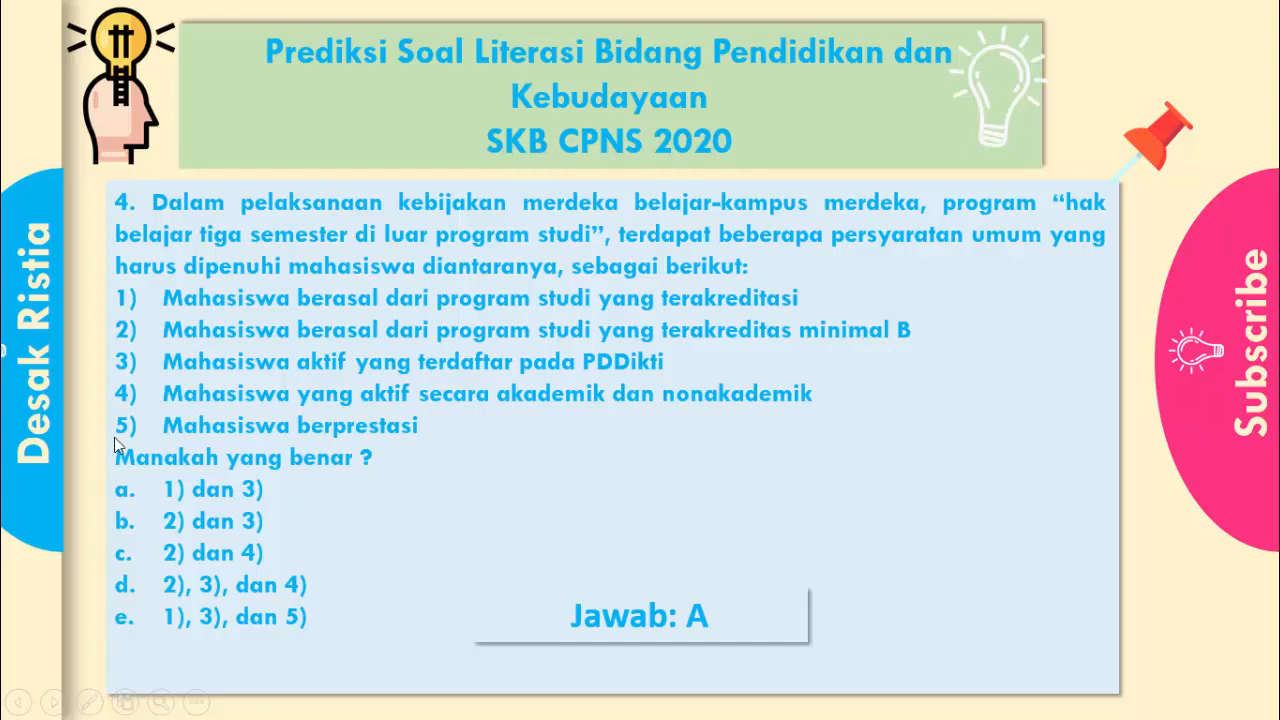 Prediksi Soal Literasi Bidang Pendidikan dan
Kebudayaan
SKB CPNS 2020
Desak Ristia
4. Dalam pelaksanaan kebijakan merdeka belajar-kampus merdeka, program “hak
belajar tiga semester di luar program studi”, terdapat beberapa persyaratan umum yang
harus dipenuhi mahasiswa diantaranya, sebagai berikut:
1) Mahasiswa berasal dari program studi yang terakreditasi
2) Mahasiswa berasal dari program studi yang terakreditas minimal B
3) Mahasiswa aktif yang terdaftar pada PDDikti
4) Mahasiswa yang aktif secara akademik dan nonakademik
5) Mahasiswa berprestasi
Manakah yang benar ?
a. 1) dan 3)
b. 2) dan 3)
c. 2) dan 4)
d. 2), 3), dan 4)
e. 1), 3), dan 5)
Jawab: A
Subscribe